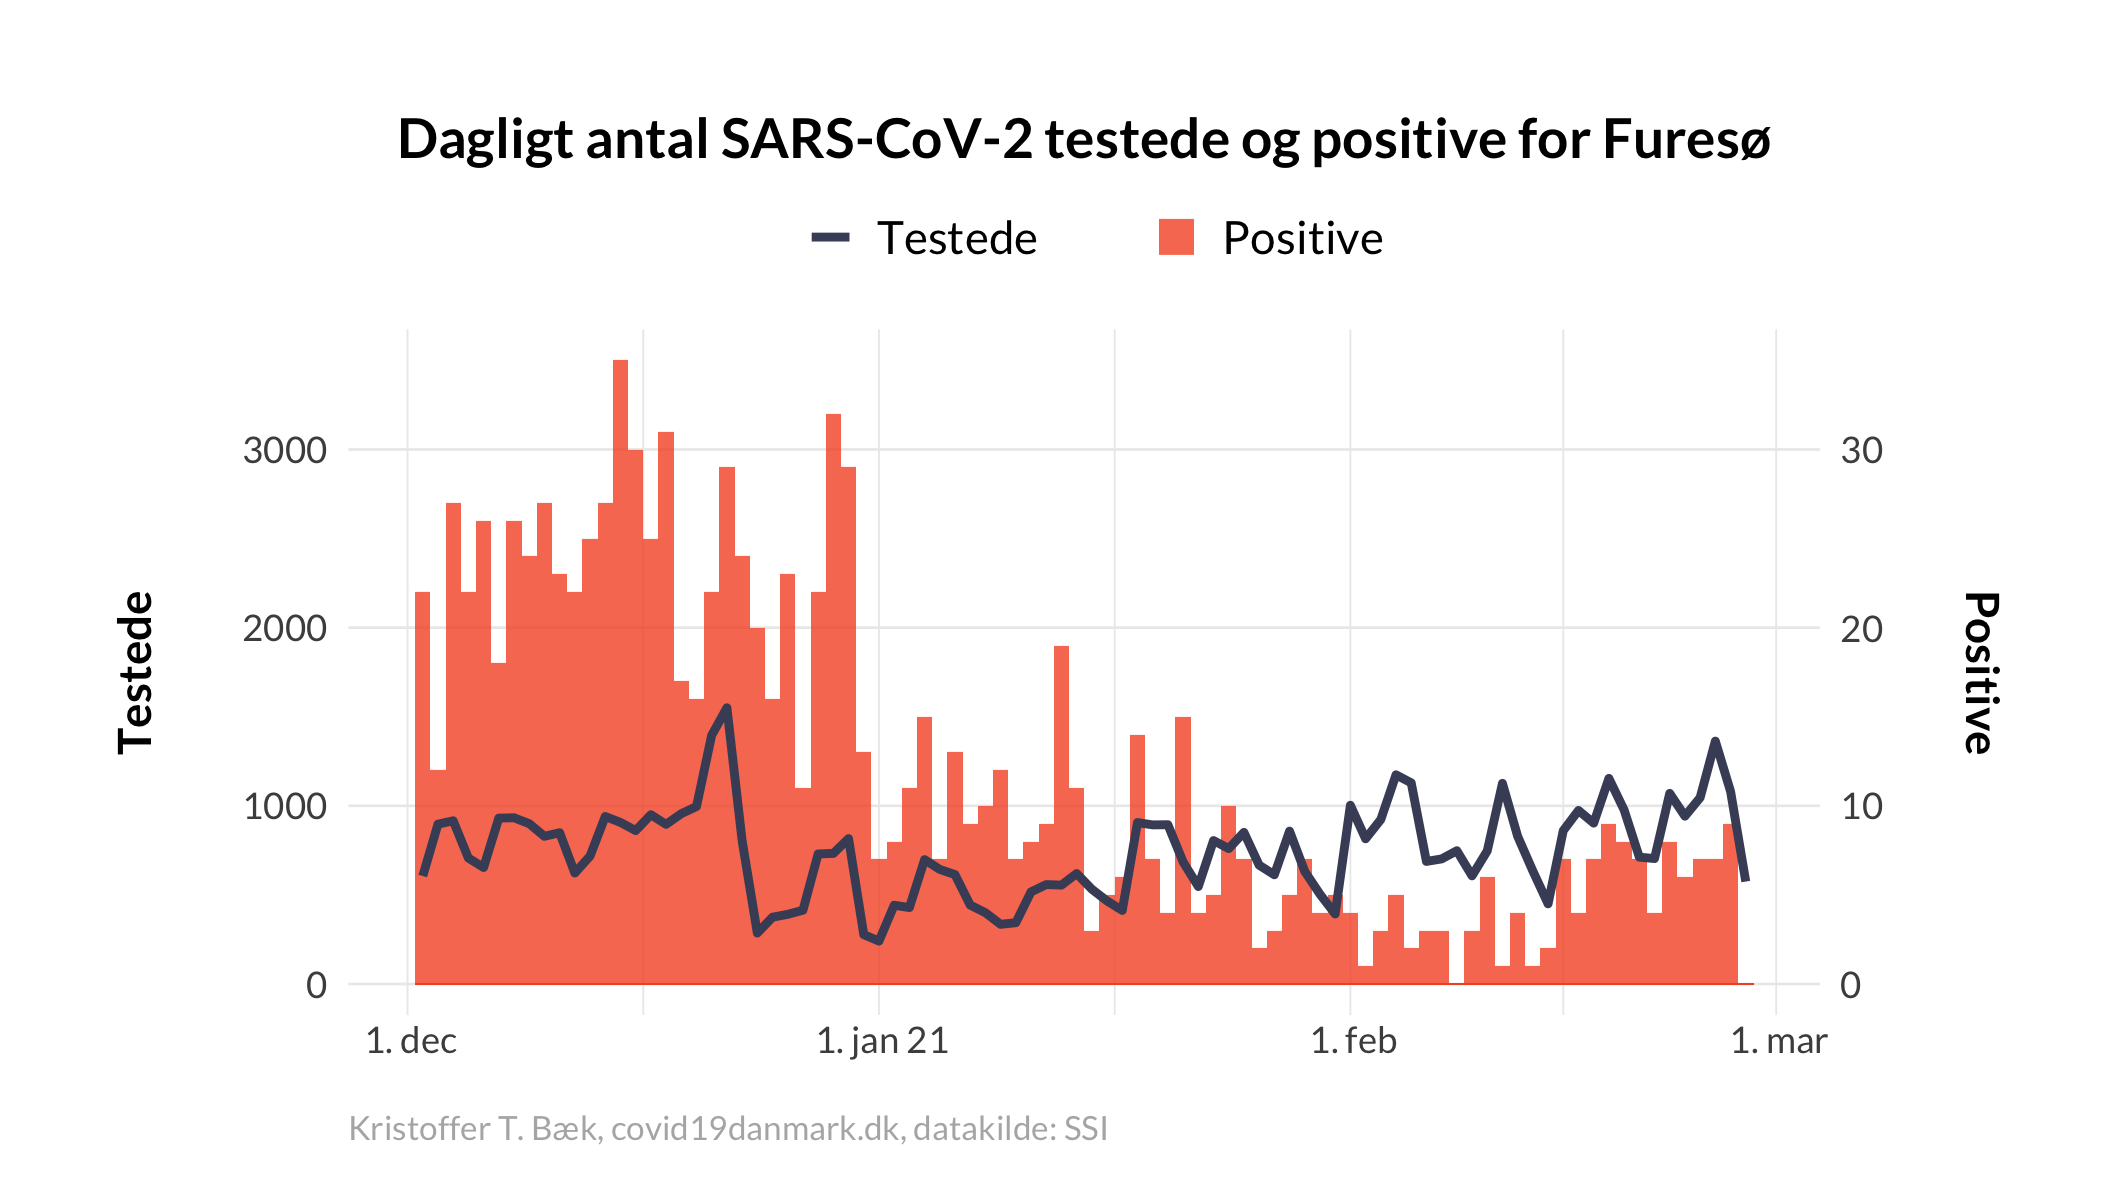 Dagligt antal SARS-CoV-2 testede og positive for Furesø
Testede Positive
3000 30
2000 20
1000 10
0 0
Testede
Positive
1. dec 1. jan 21 1. feb 1. mar
Kristoffer T. Bæk, covid19danmark.dk, datakilde: SSI